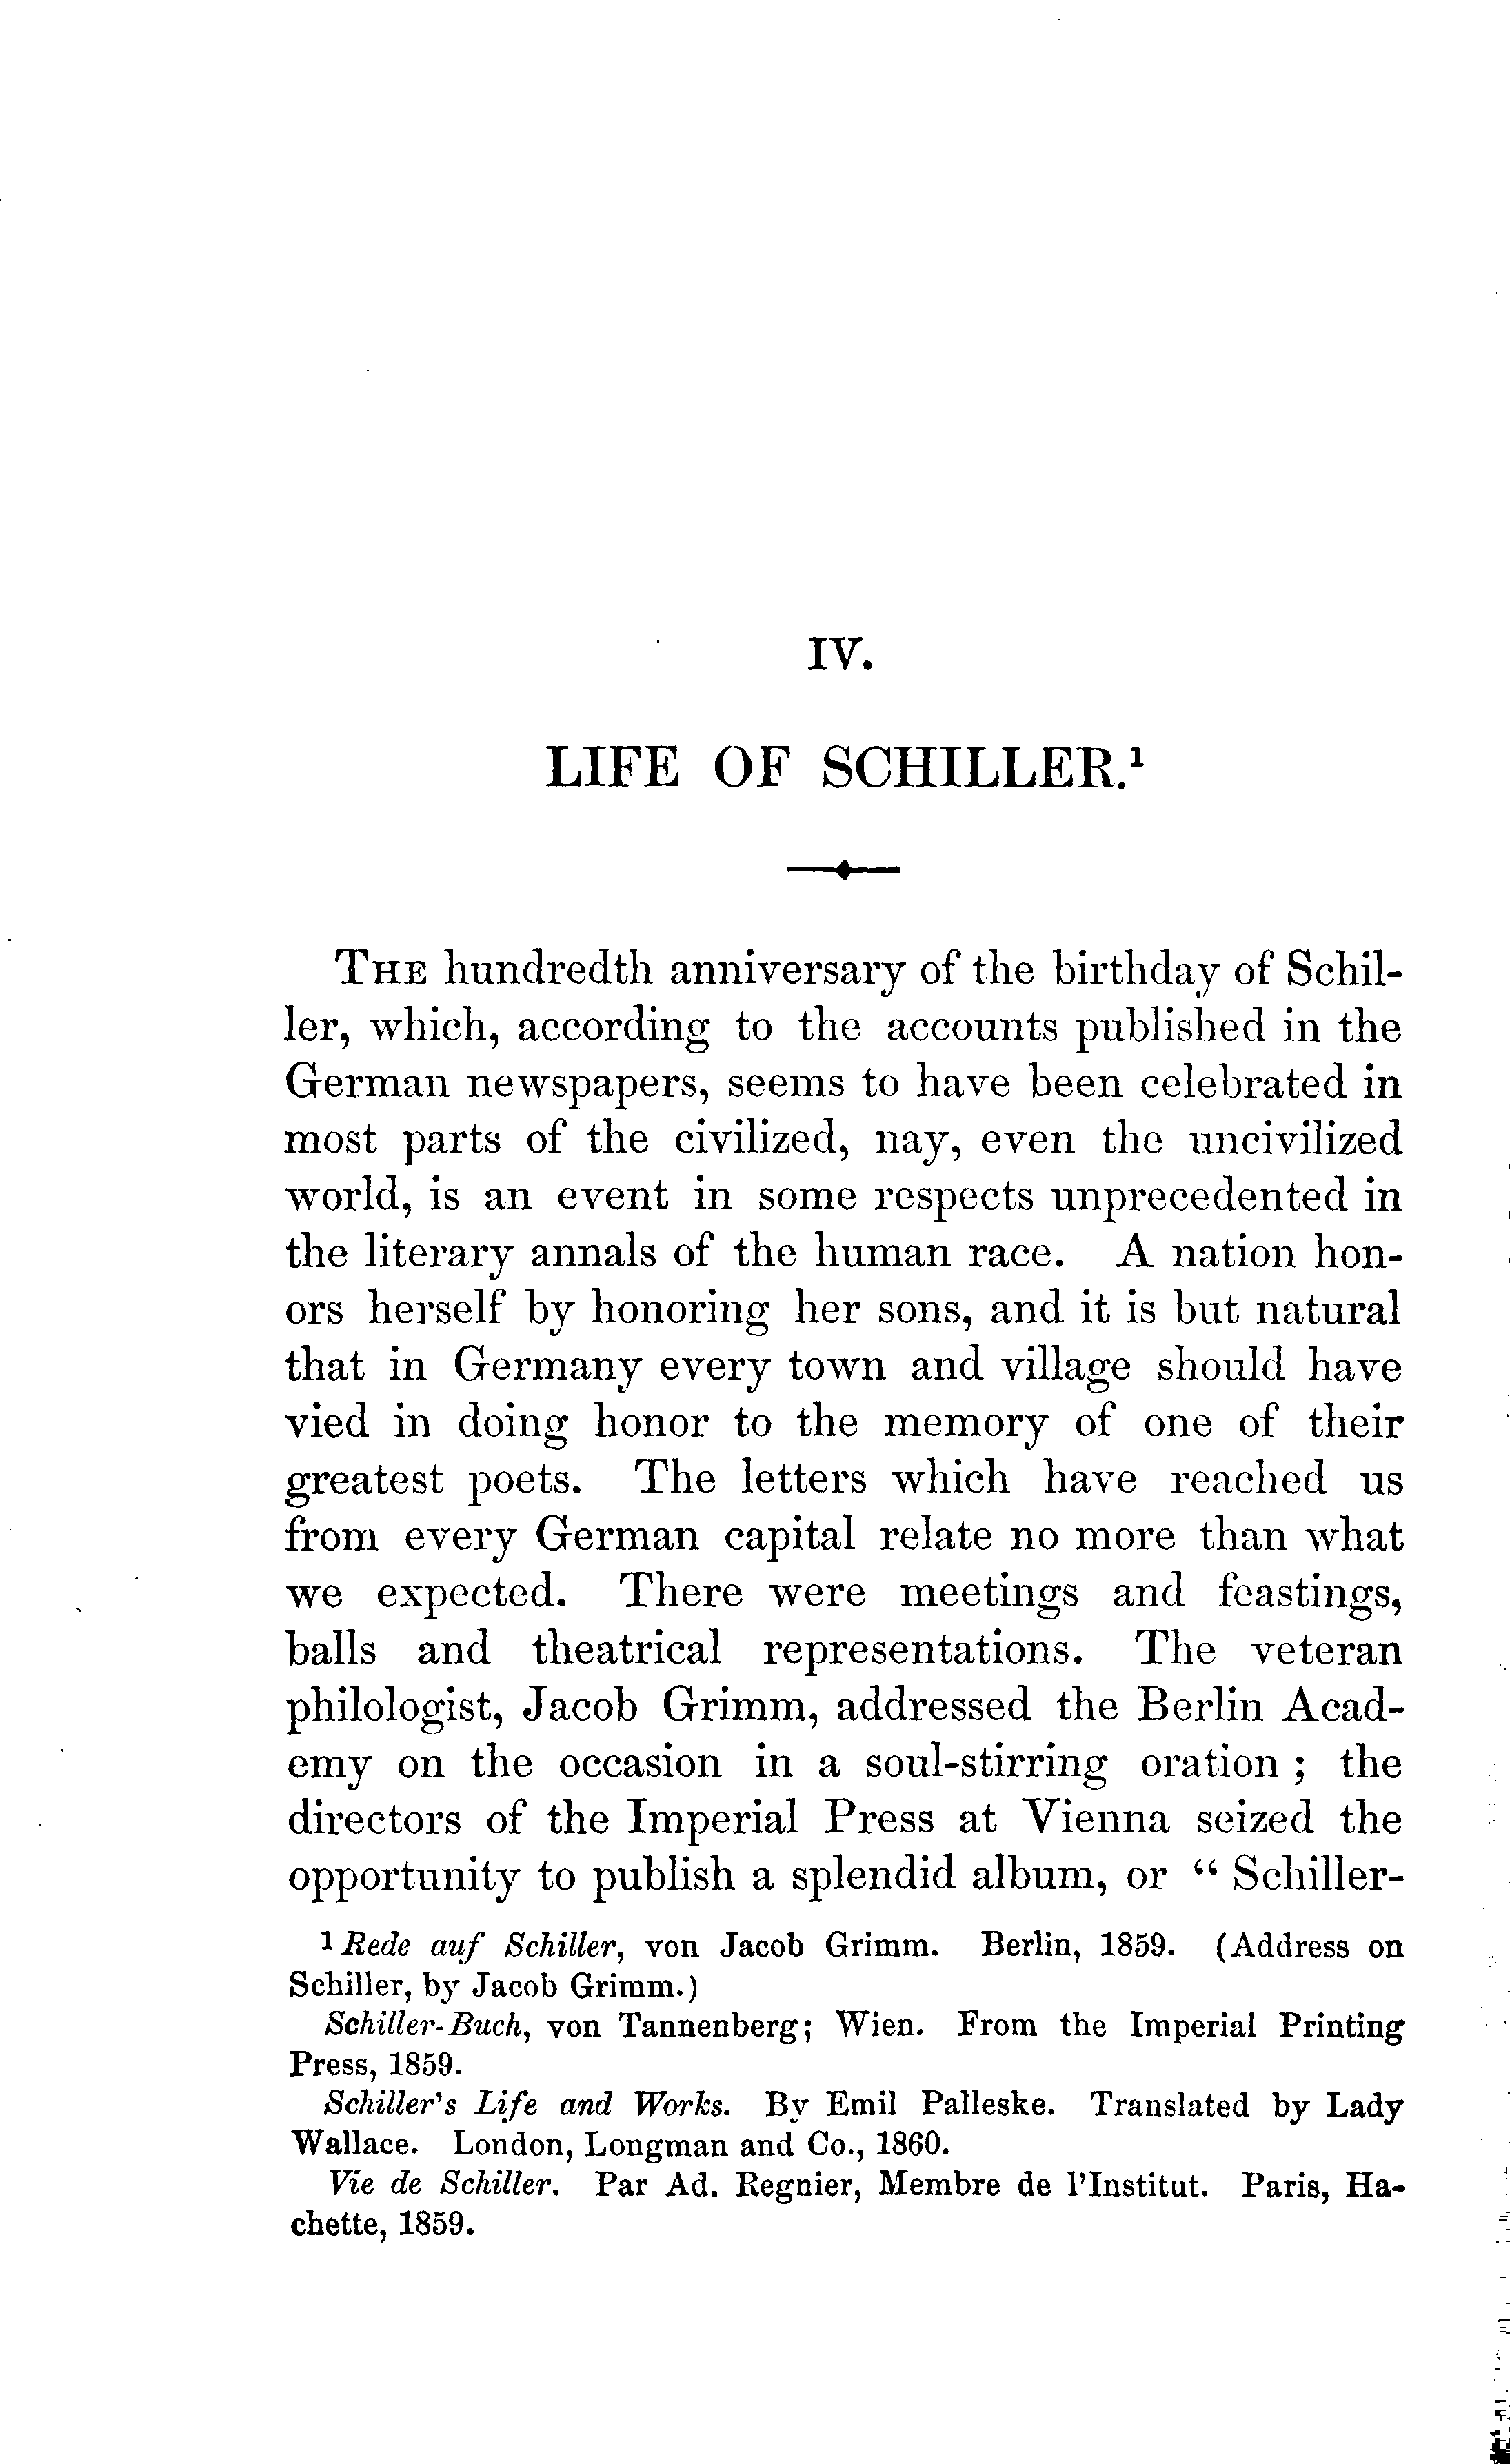 IV.
LIFE OF SCHILLER.¹
THE hundredth anniversary of the birthday of Schil-
ler, which, according to the accounts published in the
German newspapers, seems to have been celebrated in
most parts of the civilized, nay, even the uncivilized
world, is an event in some respects unprecedented in
the literary annals of the human race. A nation hon-
ors herself by honoring her sons, and it is but natural
that in Germany every town and village should have
vied in doing honor to the memory of one of their
greatest poets. The letters which have reached us
from every German capital relate no more than what
we expected. There were meetings and feastings,
balls and theatrical representations. The veteran
philologist, Jacob Grimm, addressed the Berlin Acad-
emy on the occasion in a soul-stirring oration ; the
directors of the Imperial Press at Vienna seized the
opportunity to publish a splendid album, or “ Schiller-
¹ Rede auf Schiller, von Jacob Grimm. Berlin, 1859. (Address on
Schiller, by Jacob Grimm.)
Schiller-Buch, von Tannenberg; Wien. From the Imperial Printing
Press, 1859.
Schiller's Life and Works. By Emil Palleske. Translated by Lady
Wallace. London, Longman and Co., 1860.
Vie de Schiller. Par Ad. Regnier, Membre de l'Institut. Paris, Ha-
chette, 1859.